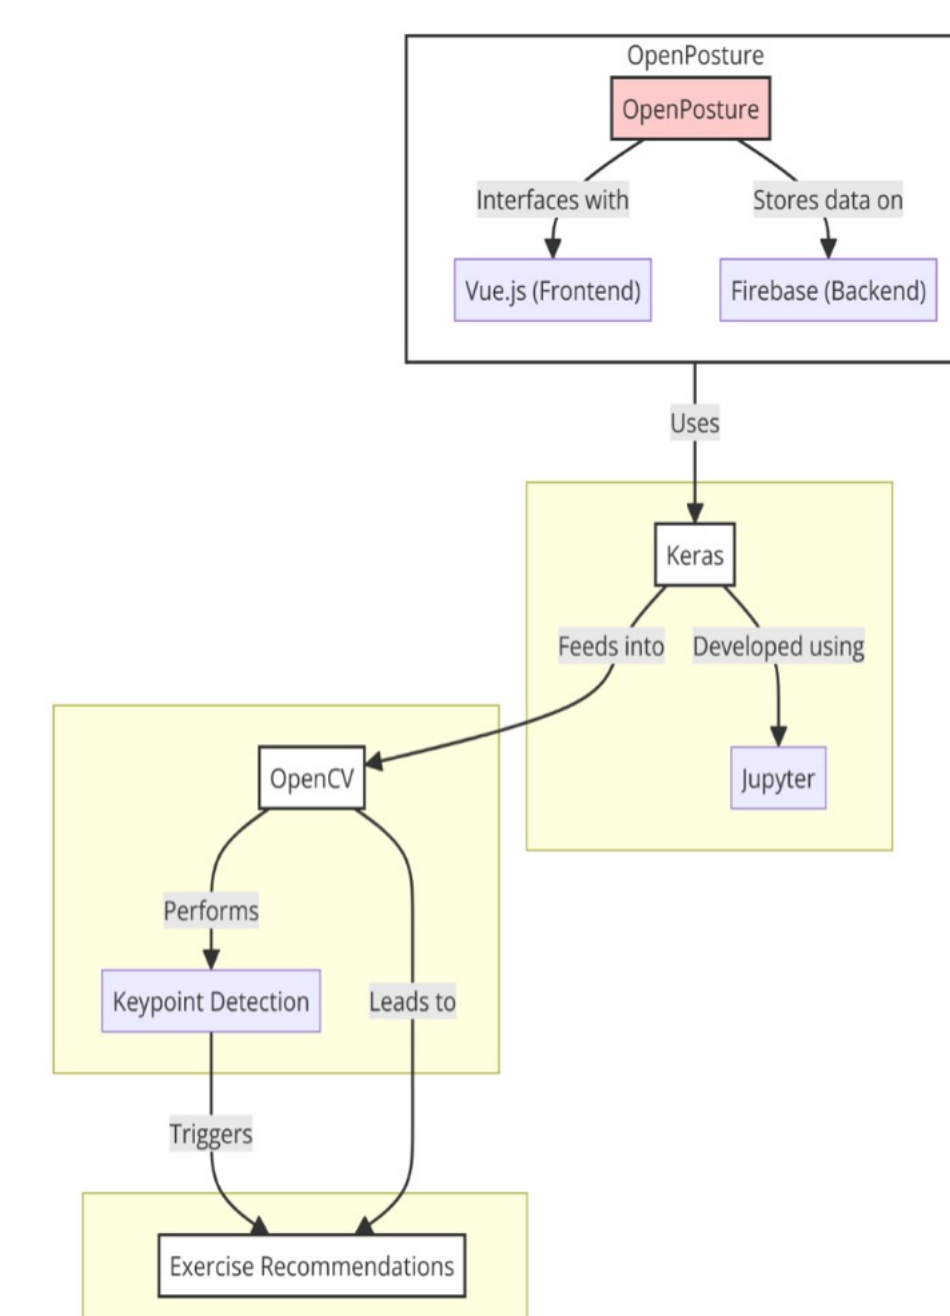 OpenPosture
OpenPosture
Interfaces with
Stores data on
Vue.js (Frontend)
Firebase (Backend)
Uses
Keras
Feeds into
Developed using
OpenCV
Jupyter
Performs
Keypoint Detection
Leads to
Triggers
Exercise Recommendations